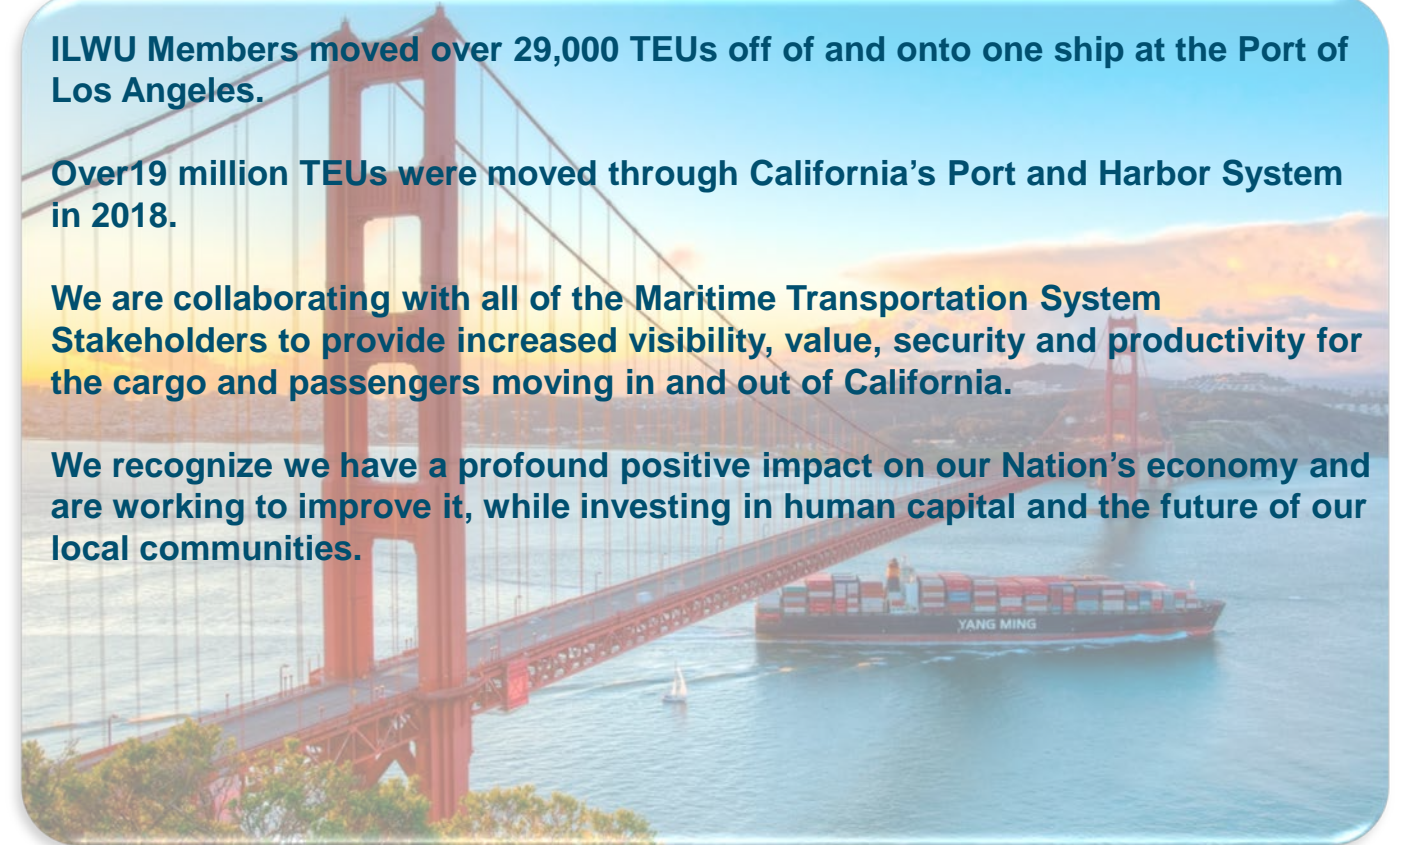 ILWU Members moved over 29,000 TEUs off of and onto one ship at the Port of
Los Angeles.
Over19 million TEUs were moved through California’s Port and Harbor System
in 2018.
We are collaborating with all of the Maritime Transportation System
Stakeholders to provide increased visibility, value, security and productivity for
the cargo and passengers moving in and out of California.
We recognize we have a profound positive impact on our Nation’s economy and
are working to improve it, while investing in human capital and the future of our
local communities.
YANG MING